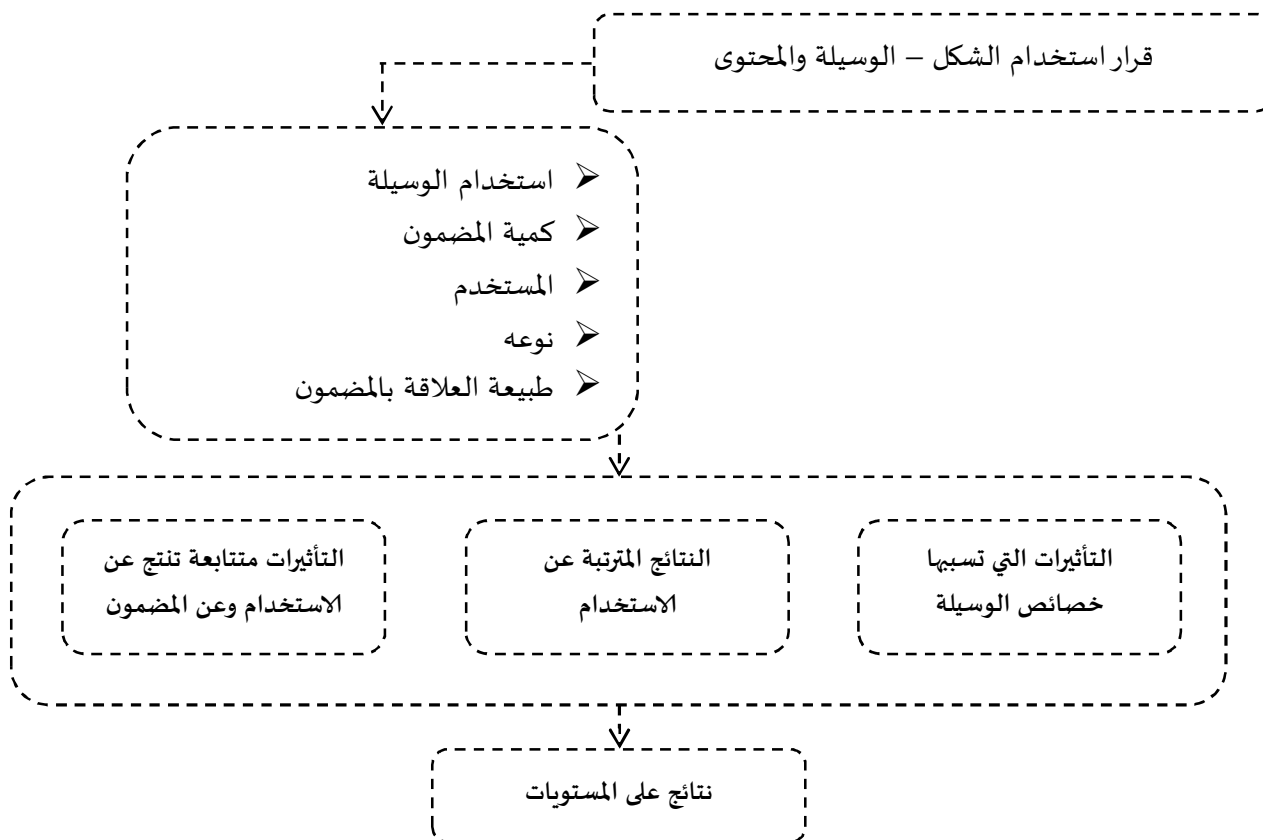 قرار استخدام الشكل – الوسيلة والمحتوى
استخدام الوسيلة
كمية المضمون
المستخدم
نوعه
طبيعة العلاقة بالمضمون
التأثيرات التي تسببها
خصائص الوسيلة
النتائج المترتبة عن
الاستخدام
التأثيرات متتابعة تنتج عن
الاستخدام وعن المضمون
نتائج على المستويات